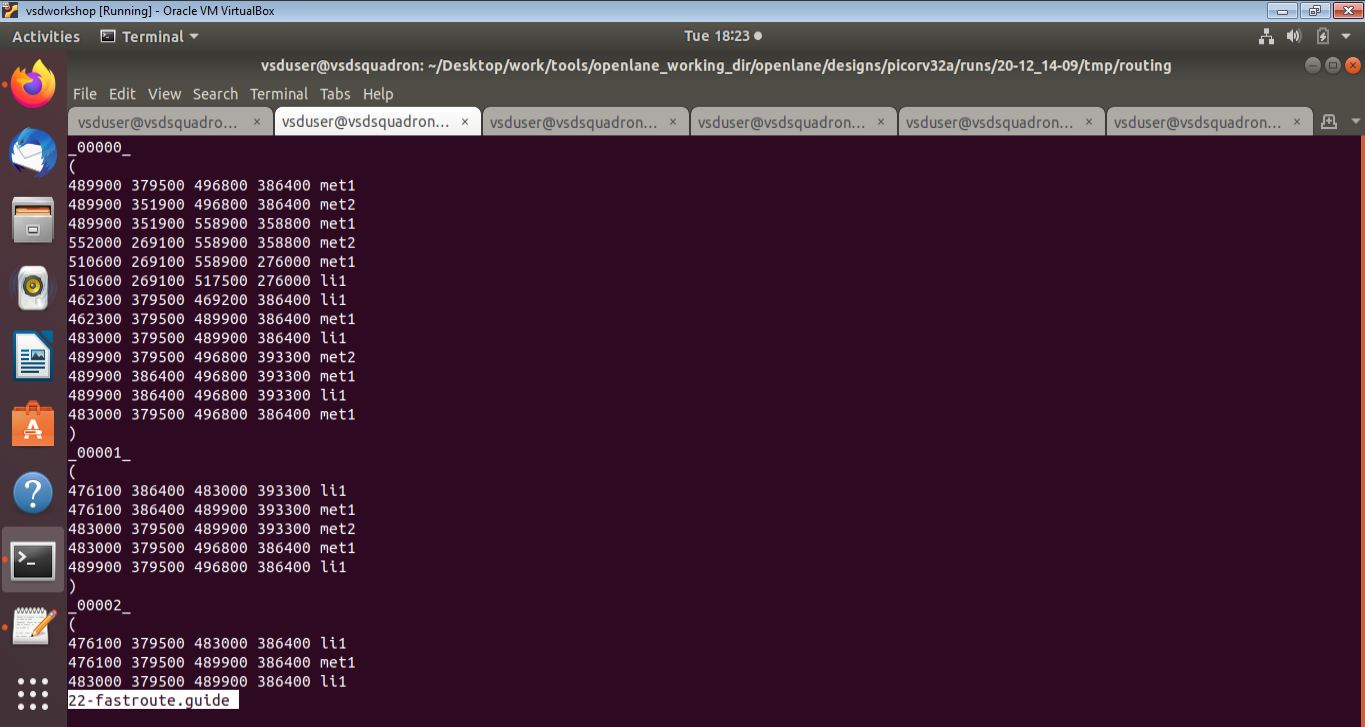 vsdworkshop [Running] - Oracle VM VirtualBox
Activities Terminal Tue 18:23
vsduser@vsdsquadron: ~/Desktop/work/tools/openlane_working_dir/openlane/designs/picorv32a/runs/20-12_14-09/tmp/routing
File Edit View Search Terminal Tabs Help
vsduser@vsdsquadro... × vsduser@vsdsquadron... × vsduser@vsdsquadron... × vsduser@vsdsquadron... × vsduser@vsdsquadron... × vsduser@vsdsquadron... ×
_00000_
(
489900 379500 496800 386400 met1
489900 351900 496800 386400 met2
489900 351900 558900 358800 met1
552000 269100 558900 358800 met2
510600 269100 558900 276000 met1
510600 269100 517500 276000 li1
462300 379500 469200 386400 li1
462300 379500 489900 386400 met1
483000 379500 489900 386400 li1
489900 379500 496800 393300 met2
489900 386400 496800 393300 met1
489900 386400 496800 393300 li1
483000 379500 496800 386400 met1
)
_00001_
(
476100 386400 483000 393300 li1
476100 386400 489900 393300 met1
483000 379500 489900 393300 met2
483000 379500 496800 386400 met1
489900 379500 496800 386400 li1
)
_00002_
(
476100 379500 483000 386400 li1
476100 379500 489900 386400 met1
483000 379500 489900 386400 li1
22-fastroute.guide